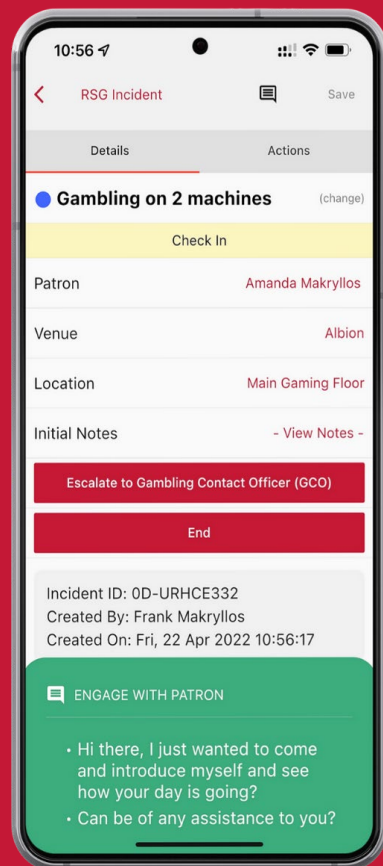 10:56
RSG Incident
Save
Details
Actions
Gambling on 2 machines
(change)
Check In
Patron
Amanda Makryllos
Venue
Albion
Location
Main Gaming Floor
Initial Notes
- View Notes -
Escalate to Gambling Contact Officer (GCO)
End
Incident ID: 0D-URHCE332
Created By: Frank Makryllos
Created On: Fri, 22 Apr 2022 10:56:17
ENGAGE WITH PATRON
• Hi there, I just wanted to come
and introduce myself and see
how your day is going?
• Can be of any assistance to you?